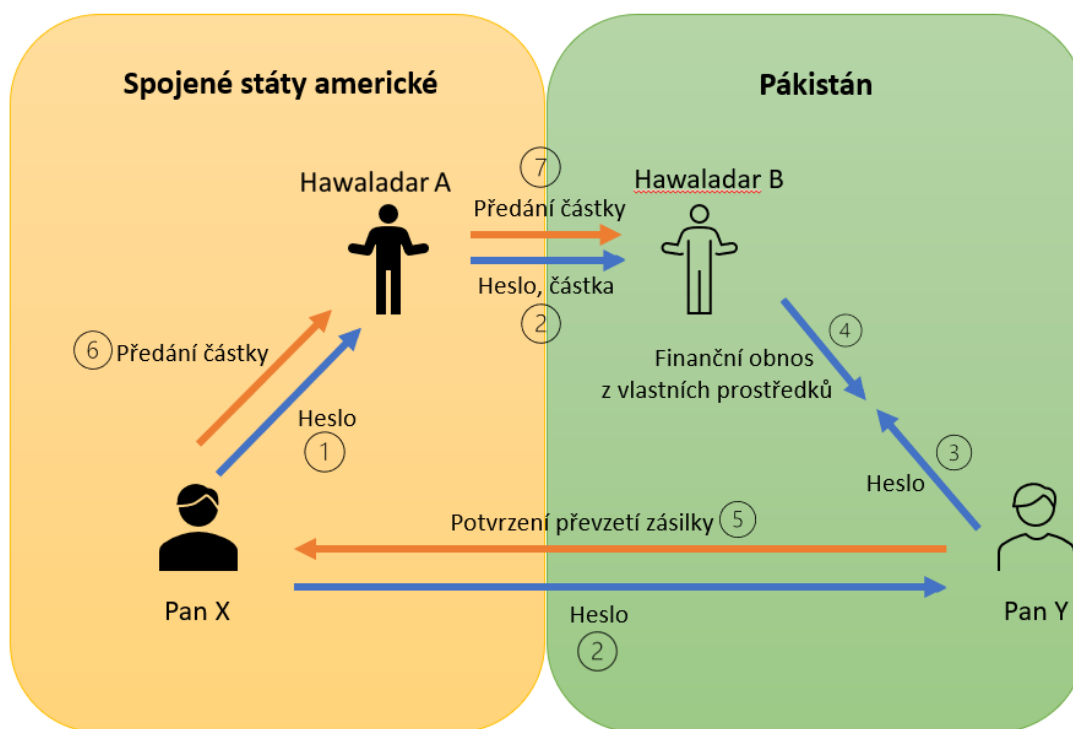 Spojené státy americké
Pákistán
Hawaladar A
7
Hawaladar B
Předání částky
Heslo, částka
2
6 Předání částky
4
Finanční obnos
z vlastních prostředků
Heslo
1
3
Heslo
Potvrzení převzetí zásilky 5
Pan X
Heslo
2
Pan Y